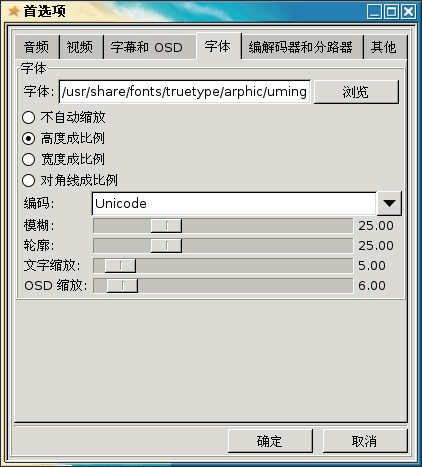 首选项
音频 视频 字幕和 OSD 字体 编解码器和分路器 其他
字体
字体: /usr/share/fonts/truetype/arphic/uming 浏览
不自动缩放
高度成比例
宽度成比例
对角线成比例
编码: Unicode
模糊: 25.00
轮廓: 25.00
文字缩放: 5.00
OSD 缩放: 6.00
确定 取消